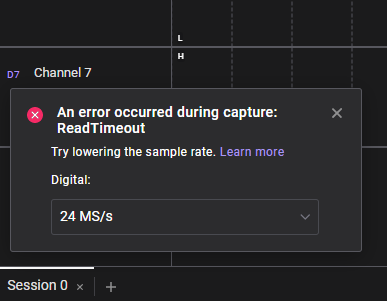 L
H
D7 Channel 7
An error occurred during capture:
ReadTimeout
Try lowering the sample rate. Learn more
Digital:
24 MS/s
Session 0